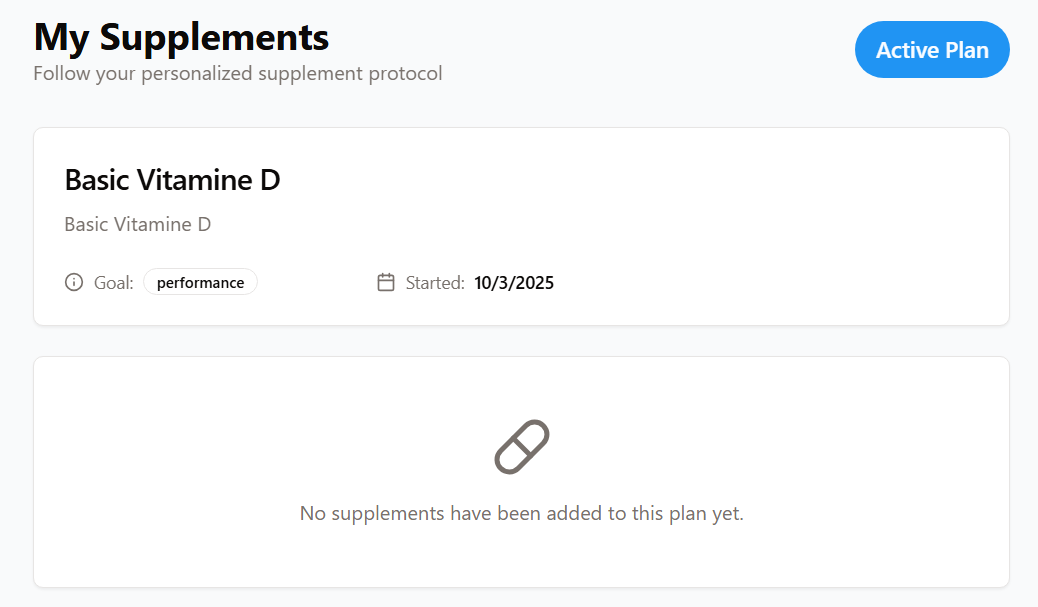 My Supplements
Active Plan
Follow your personalized supplement protocol
Basic Vitamine D
Basic Vitamine D
Goal: performance
Started: 10/3/2025
No supplements have been added to this plan yet.